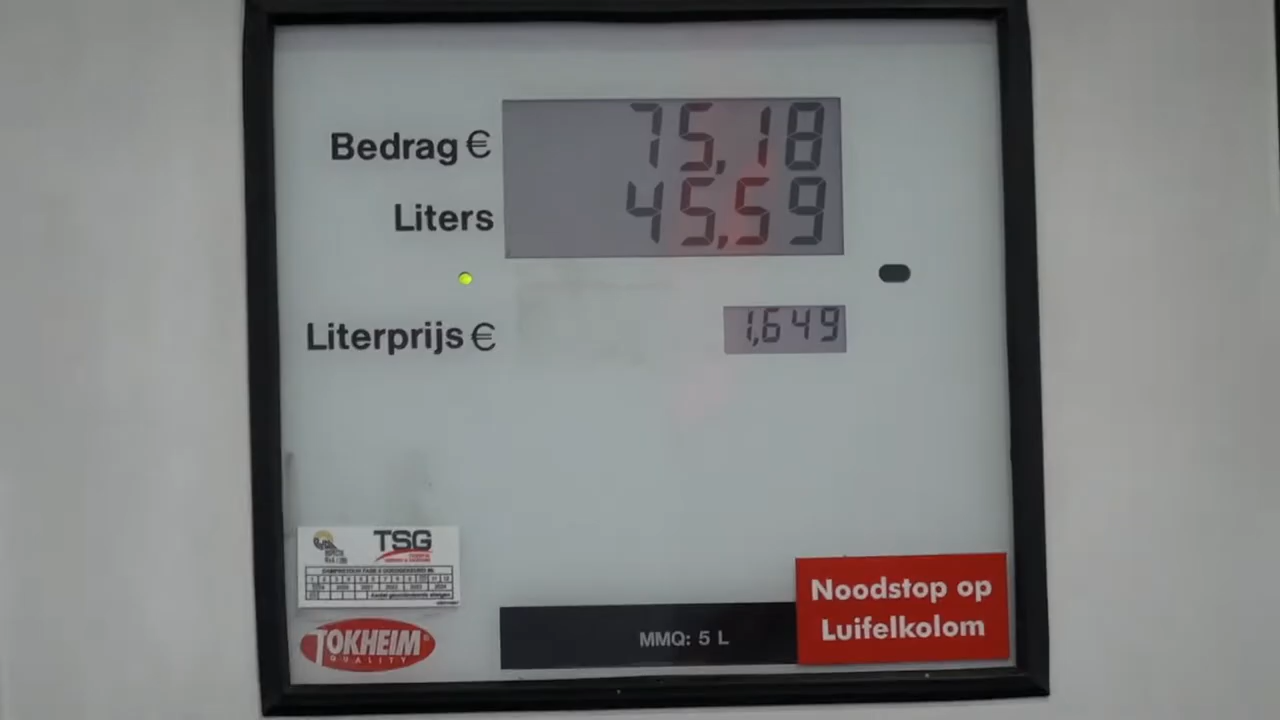 Bedrag € 75,18
Liters 45,59
Literprijs € 1,649
TSG
TOKHEIM
QUALITY
MMQ: 5 L
Noodstop op
Luifelkolom